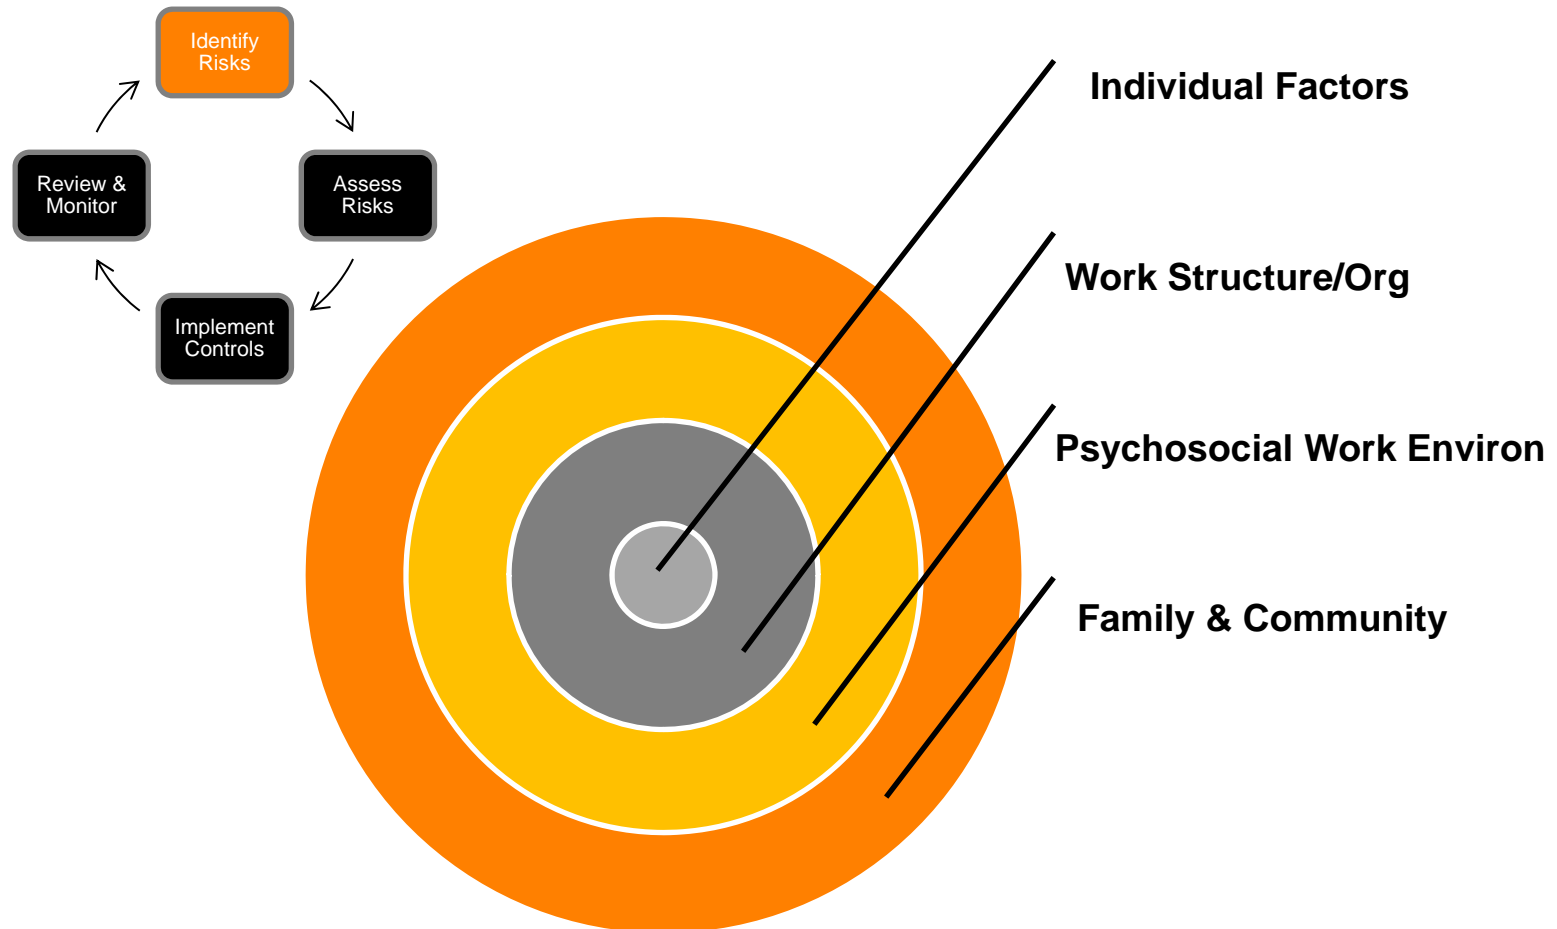 Identify
Risks
Assess
Risks
Implement
Controls
Review &
Monitor
Individual Factors
Work Structure/Org
Psychosocial Work Environ
Family & Community